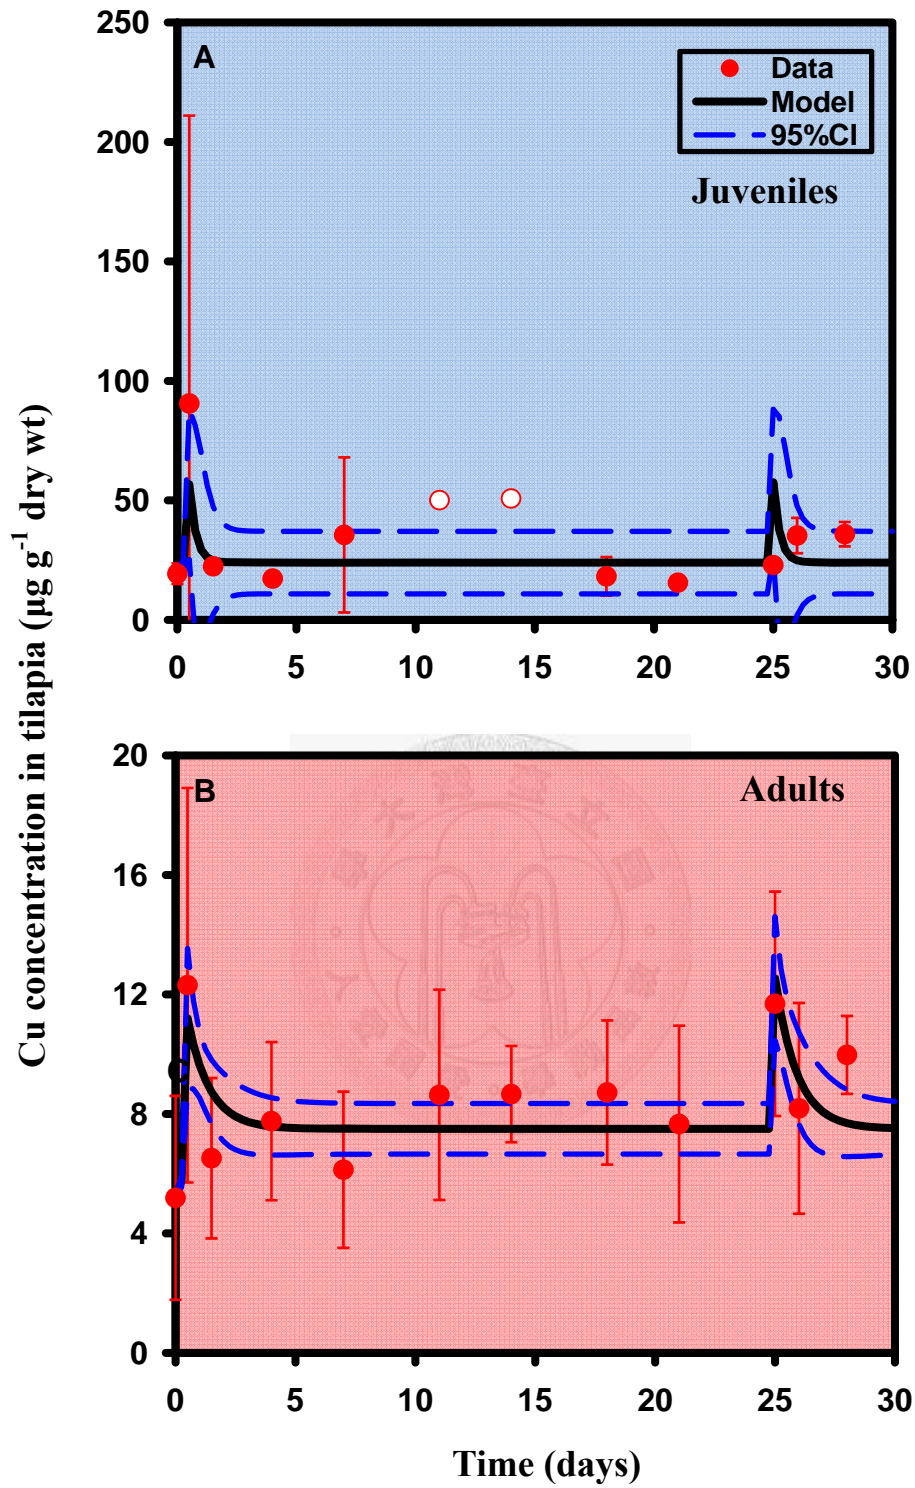 Cu concentration in tilapia (μg g⁻¹ dry wt)
250
200
150
100
50
0
A
Data
Model
95%CI
Juveniles
0 5 10 15 20 25 30
20
16
12
8
4
0
B
Adults
0 5 10 15 20 25 30
Time (days)